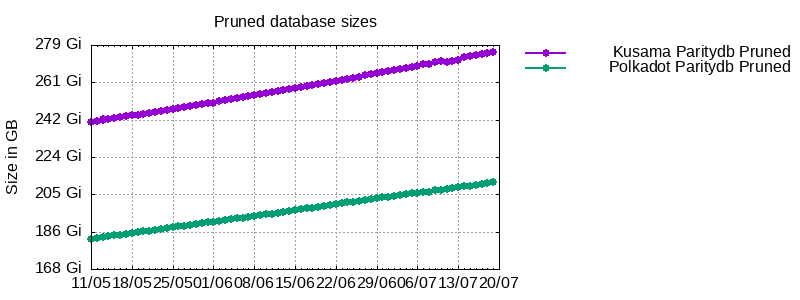 Pruned database sizes
Kusama Paritydb Pruned
Polkadot Paritydb Pruned
Size in GB
279 Gi
261 Gi
242 Gi
224 Gi
205 Gi
186 Gi
168 Gi
11/05 18/05 25/05 01/06 08/06 15/06 22/06 29/06 06/07 13/07 20/07